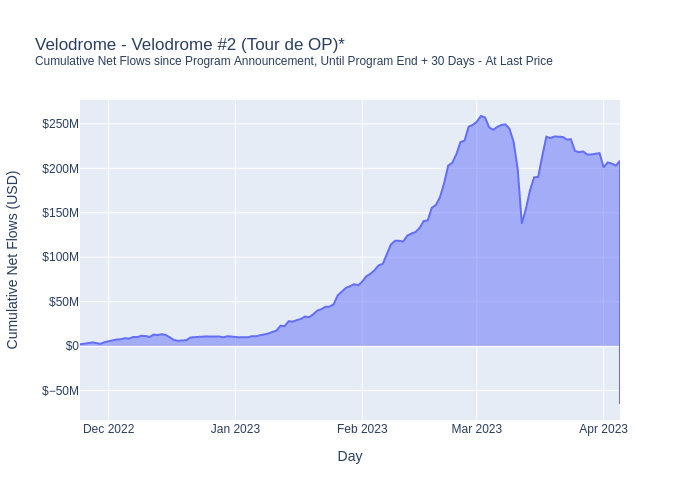 Velodrome - Velodrome #2 (Tour de OP)*
Cumulative Net Flows since Program Announcement, Until Program End + 30 Days - At Last Price
Cumulative Net Flows (USD)
$250M
$200M
$150M
$100M
$50M
$0
$−50M
Dec 2022
Jan 2023
Feb 2023
Mar 2023
Apr 2023
Day